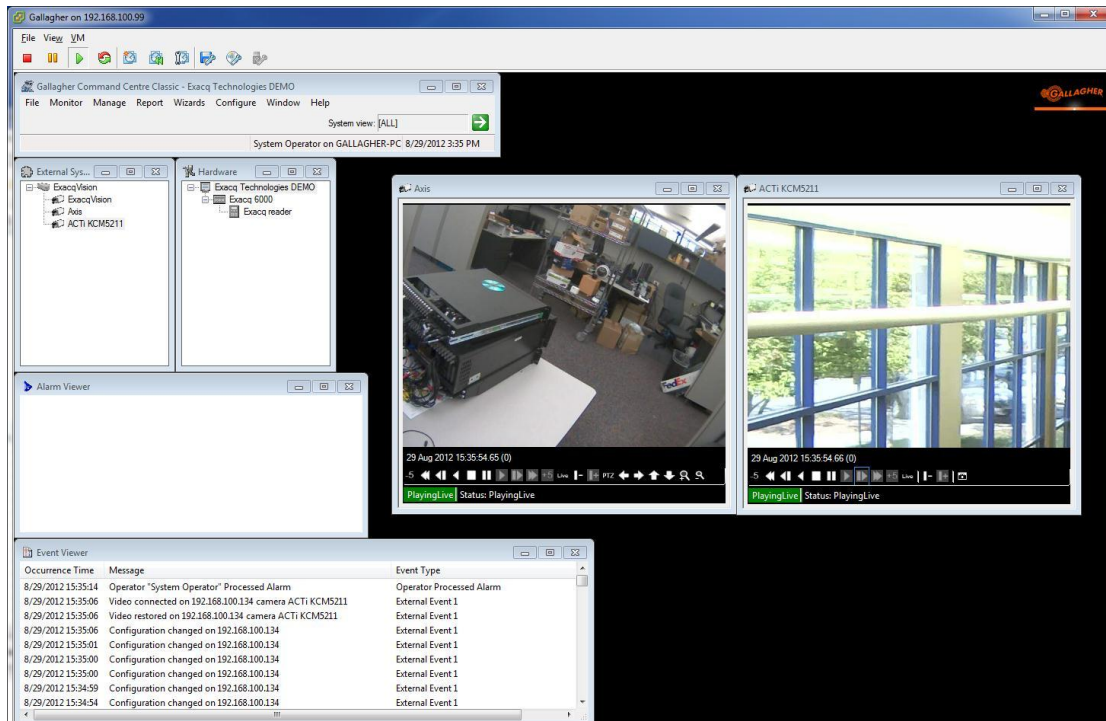 Gallagher on 192.168.100.99
File View VM
Gallagher Command Centre Classic - Exacq Technologies DEMO
File Monitor Manage Report Wizards Configure Window Help
System view: [ALL]
System Operator on GALLAGHER-PC 8/29/2012 3:35 PM
GALLAGHER
External Sys...
ExacqVision
ExacqVision
Axis
ACTi KCM5211
Hardware
Exacq Technologies DEMO
Exacq 6000
Exacq reader
Axis
FedEx
29 Aug 2012 15:35:54.65 (0)
-5 +5 Live PTZ
PlayingLive Status: PlayingLive
ACTi KCM5211
29 Aug 2012 15:35:54.66 (0)
-5 +5 Live
PlayingLive Status: PlayingLive
Alarm Viewer
Event Viewer
Occurrence Time Message Event Type
8/29/2012 15:35:14 Operator "System Operator" Processed Alarm Operator Processed Alarm
8/29/2012 15:35:06 Video connected on 192.168.100.134 camera ACTi KCM5211 External Event 1
8/29/2012 15:35:06 Video restored on 192.168.100.134 camera ACTi KCM5211 External Event 1
8/29/2012 15:35:06 Configuration changed on 192.168.100.134 External Event 1
8/29/2012 15:35:01 Configuration changed on 192.168.100.134 External Event 1
8/29/2012 15:35:00 Configuration changed on 192.168.100.134 External Event 1
8/29/2012 15:35:00 Configuration changed on 192.168.100.134 External Event 1
8/29/2012 15:34:59 Configuration changed on 192.168.100.134 External Event 1
8/29/2012 15:34:54 Configuration changed on 192.168.100.134 External Event 1